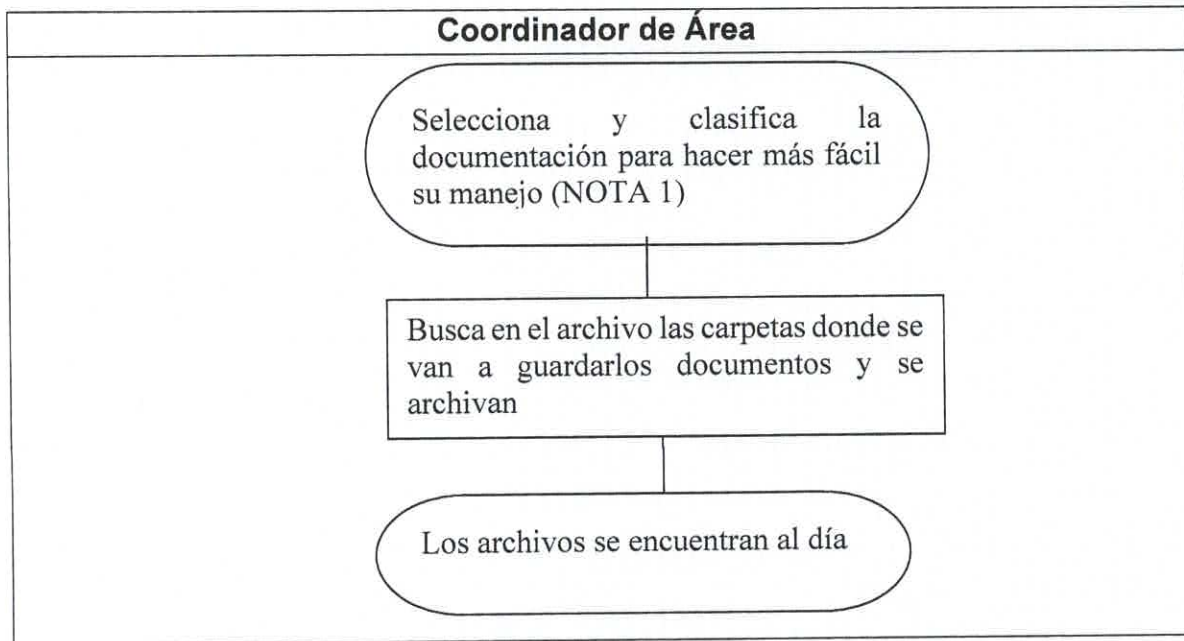 Coordinador de Área
Selecciona y clasifica la
documentación para hacer más fácil
su manejo (NOTA 1)
Busca en el archivo las carpetas donde se
van a guardarlos documentos y se
archivan
Los archivos se encuentran al día